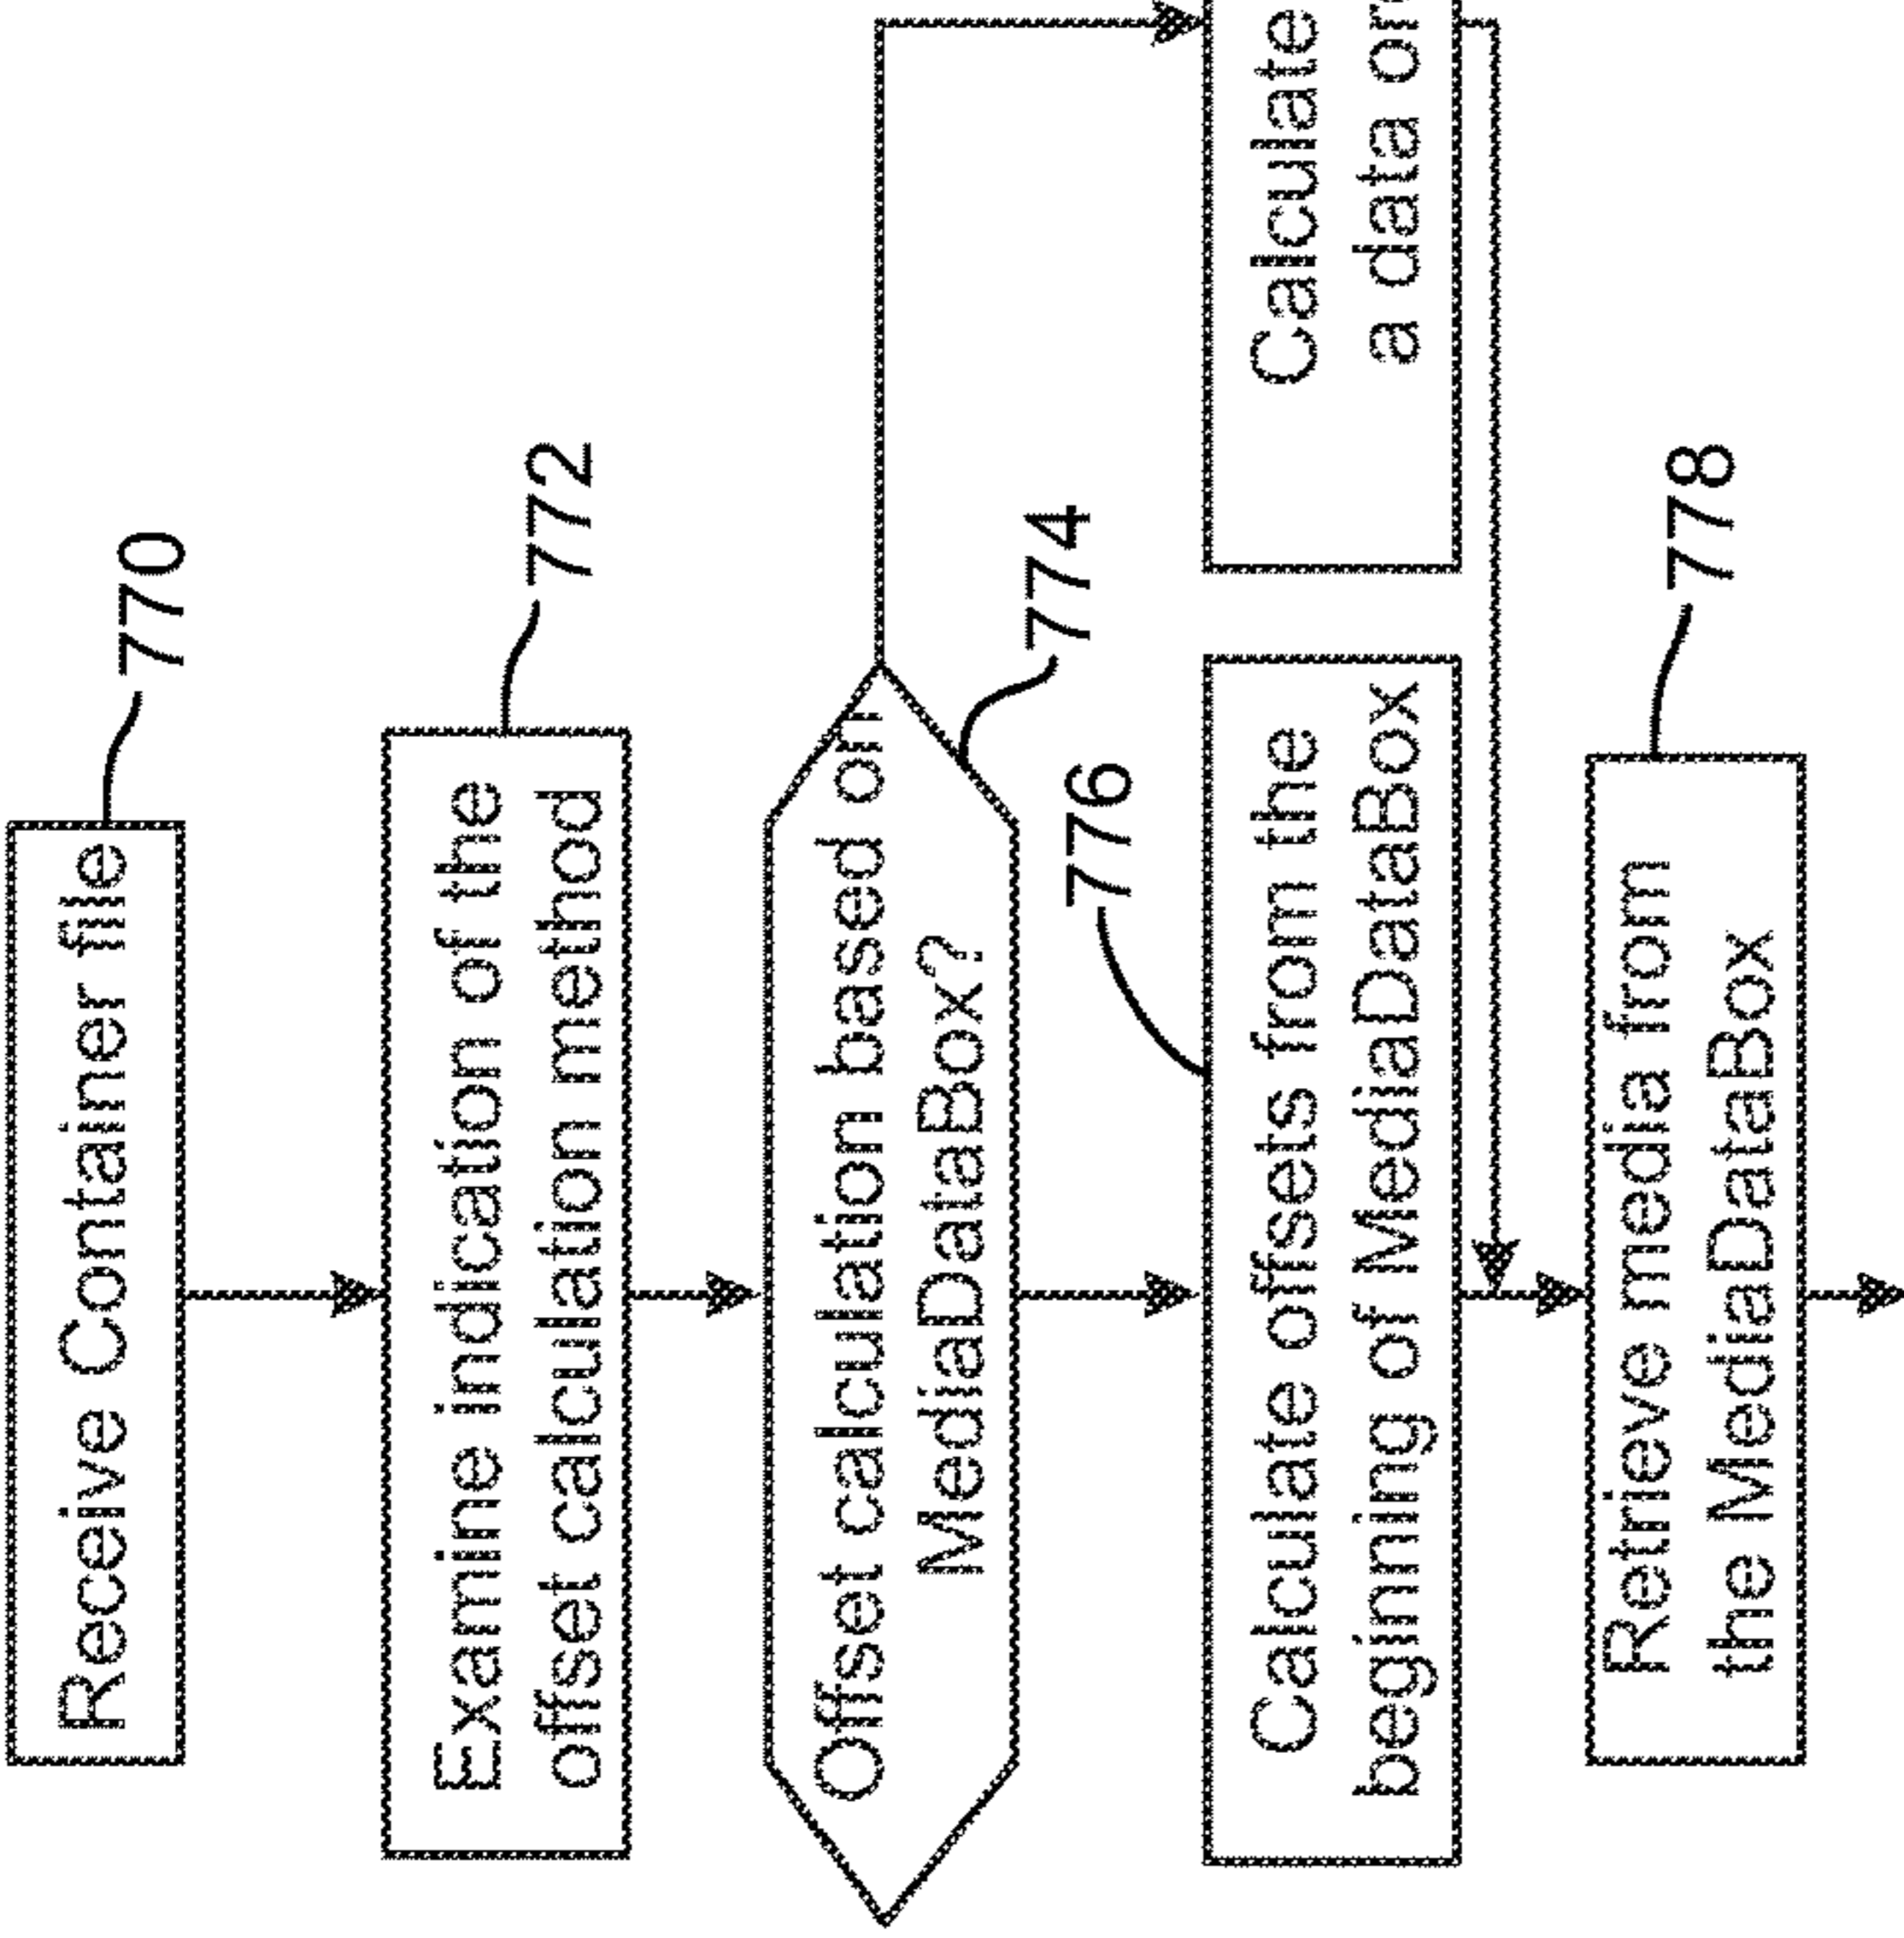 Receive Container file
770
Examine indication of the
offset calculation method
772
Offset calculation based on
MediaDataBox?
774
776
Calculate offsets from the
beginning of MediaDataBox
Calculate
a data
Retrieve media from
the MediaDataBox
778